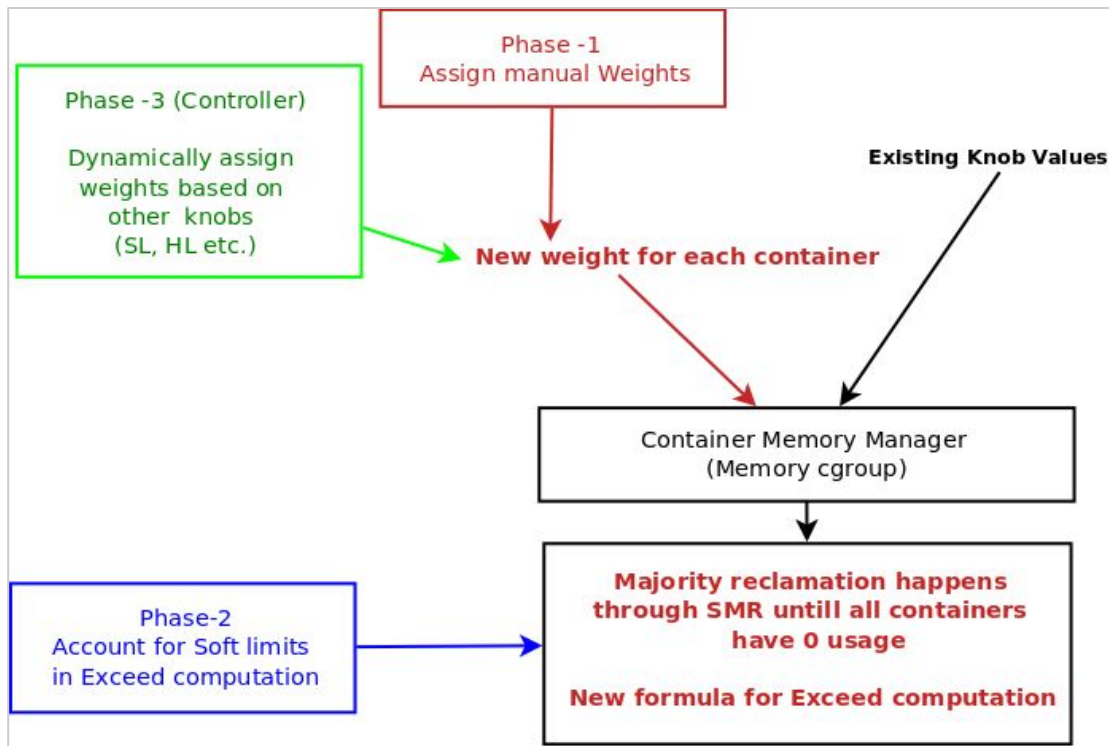 Phase -1
Assign manual Weights
Phase -3 (Controller)
Dynamically assign
weights based on
other knobs
(SL, HL etc.)
Existing Knob Values
New weight for each container
Container Memory Manager
(Memory cgroup)
Majority reclamation happens
through SMR untill all containers
have 0 usage
New formula for Exceed computation
Phase-2
Account for Soft limits
in Exceed computation